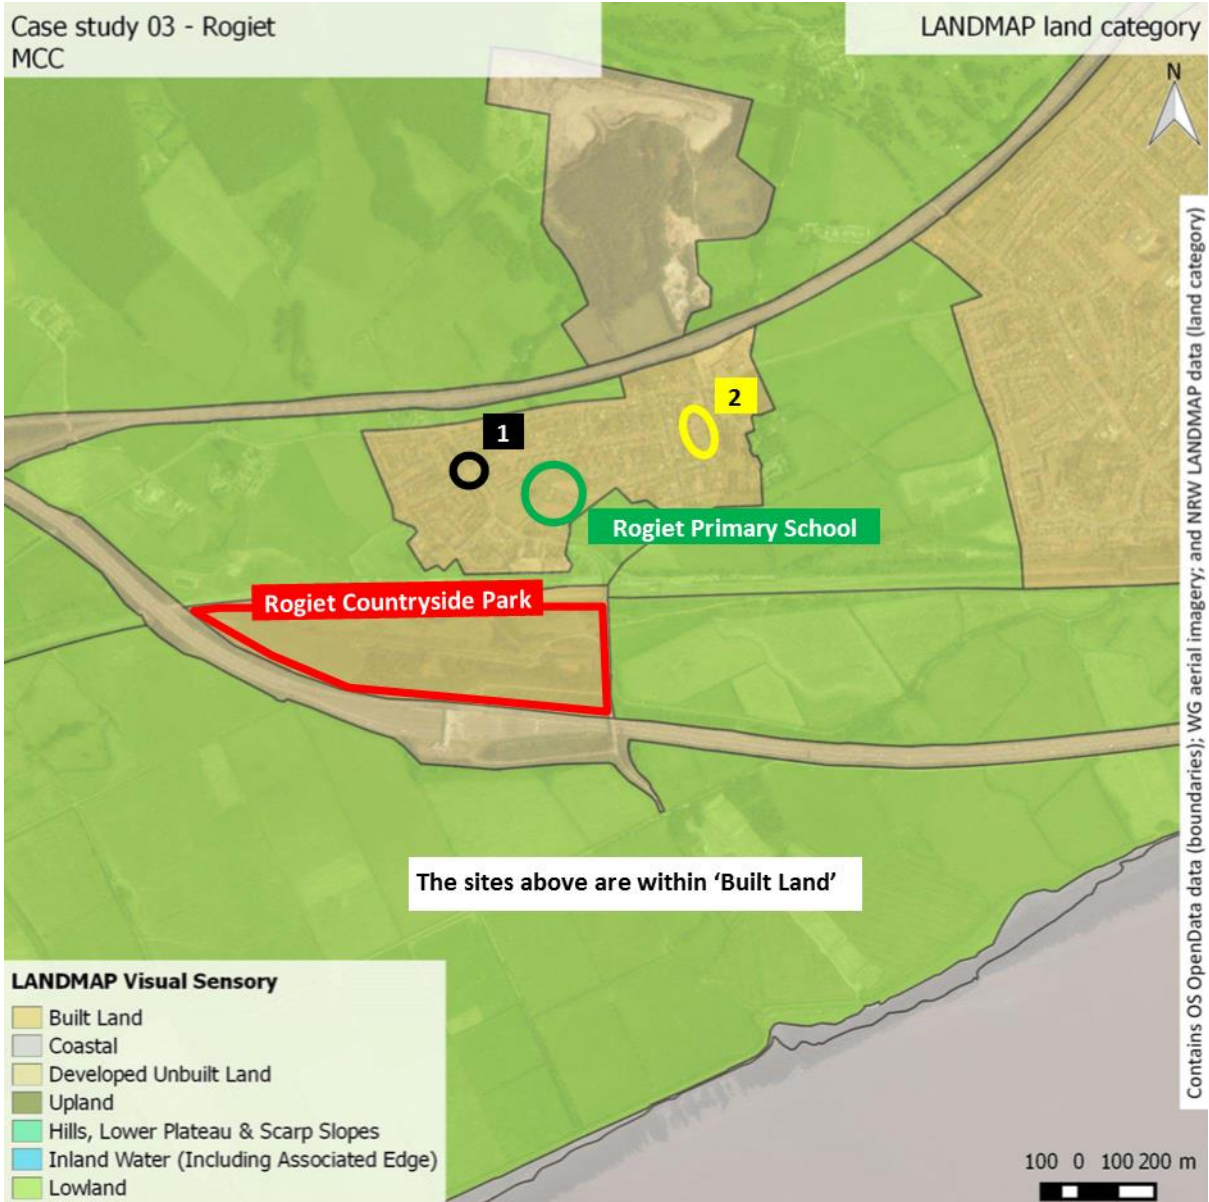 Case study 03 - Rogiet
MCC
LANDMAP land category
N
1
2
Rogiet Primary School
Rogiet Countryside Park
The sites above are within ‘Built Land’
LANDMAP Visual Sensory
Built Land
Coastal
Developed Unbuilt Land
Upland
Hills, Lower Plateau & Scarp Slopes
Inland Water (Including Associated Edge)
Lowland
100 0 100 200 m
Contains OS OpenData data (boundaries); WG aerial imagery; and NRW LANDMAP data (land category)